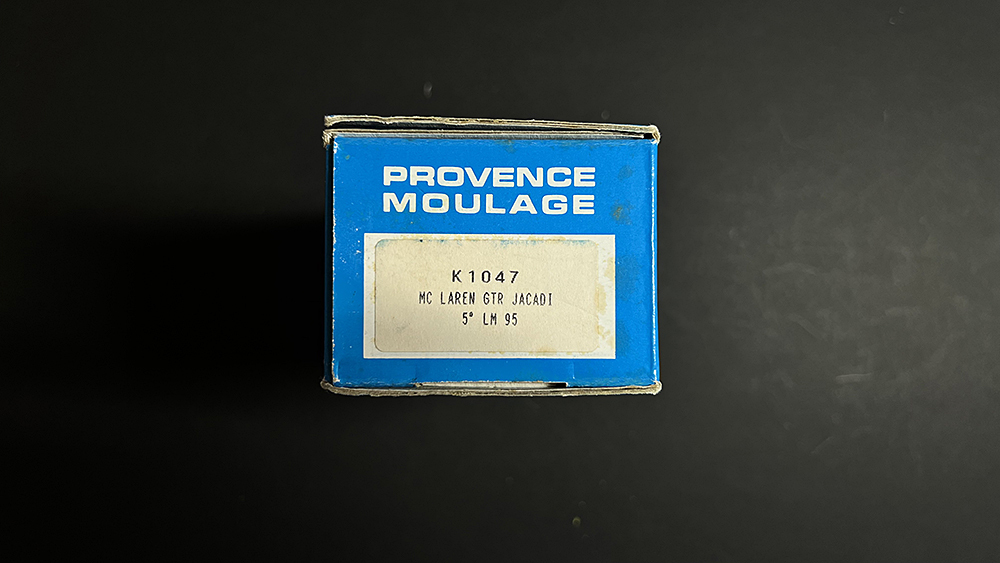 PROVENCE
MOULAGE
K1047
MC LAREN GTR JACADI
5° LM 95